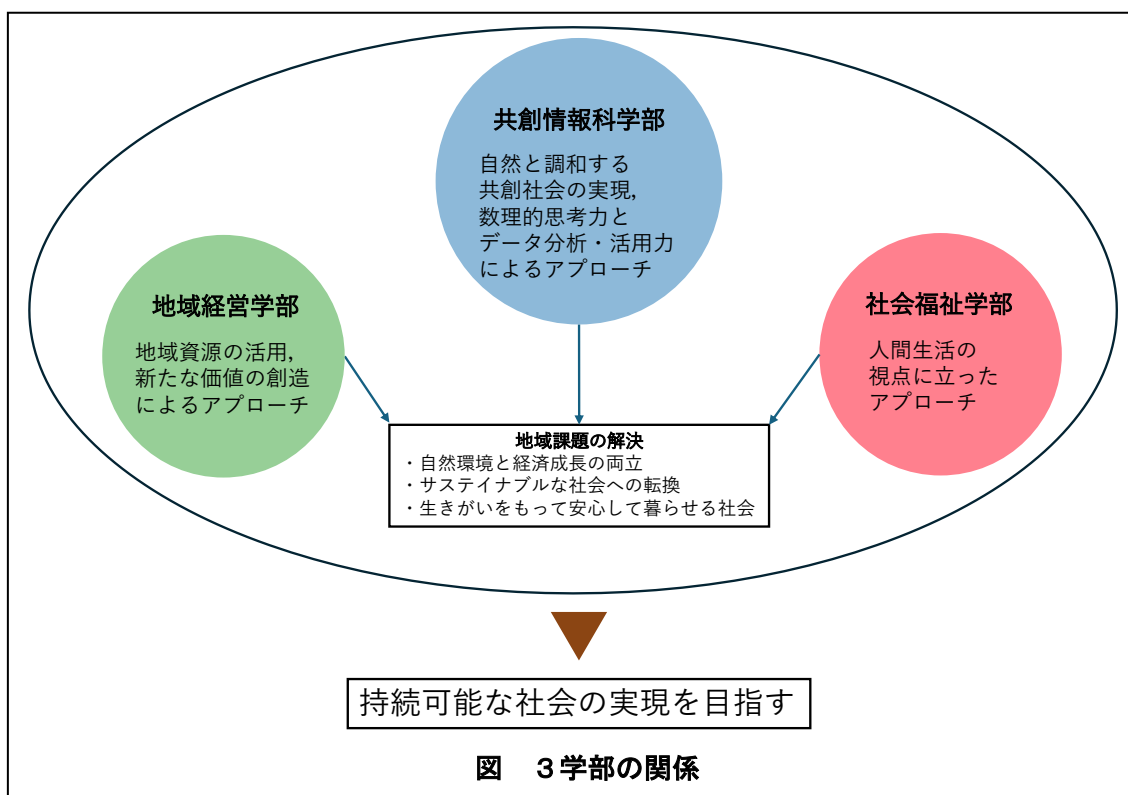 共創情報科学部
自然と調和する
共創社会の実現,
数理的思考力と
データ分析・活用力
によるアプローチ
地域経営学部
地域資源の活用,
新たな価値の創造
によるアプローチ
社会福祉学部
人間生活の
視点に立った
アプローチ
地域課題の解決
・自然環境と経済成長の両立
・サステイナブルな社会への転換
・生きがいをもって安心して暮らせる社会
持続可能な社会の実現を目指す
図　３学部の関係